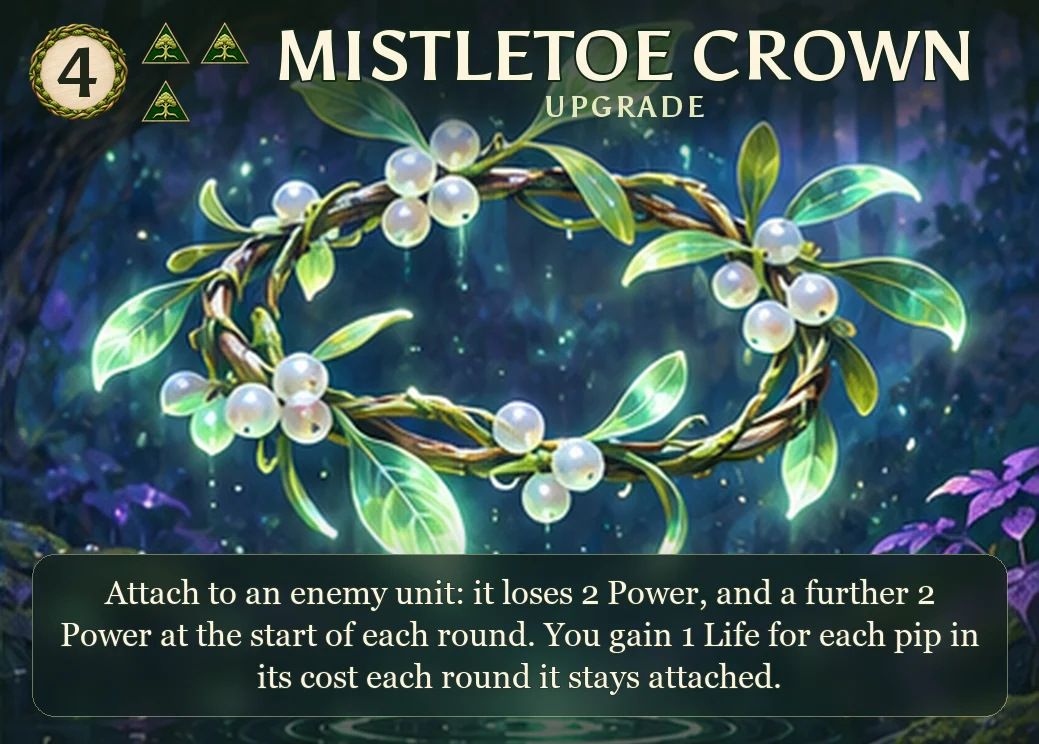 4
MISTLETOE CROWN
UPGRADE
Attach to an enemy unit: it loses 2 Power, and a further 2
Power at the start of each round. You gain 1 Life for each pip in
its cost each round it stays attached.